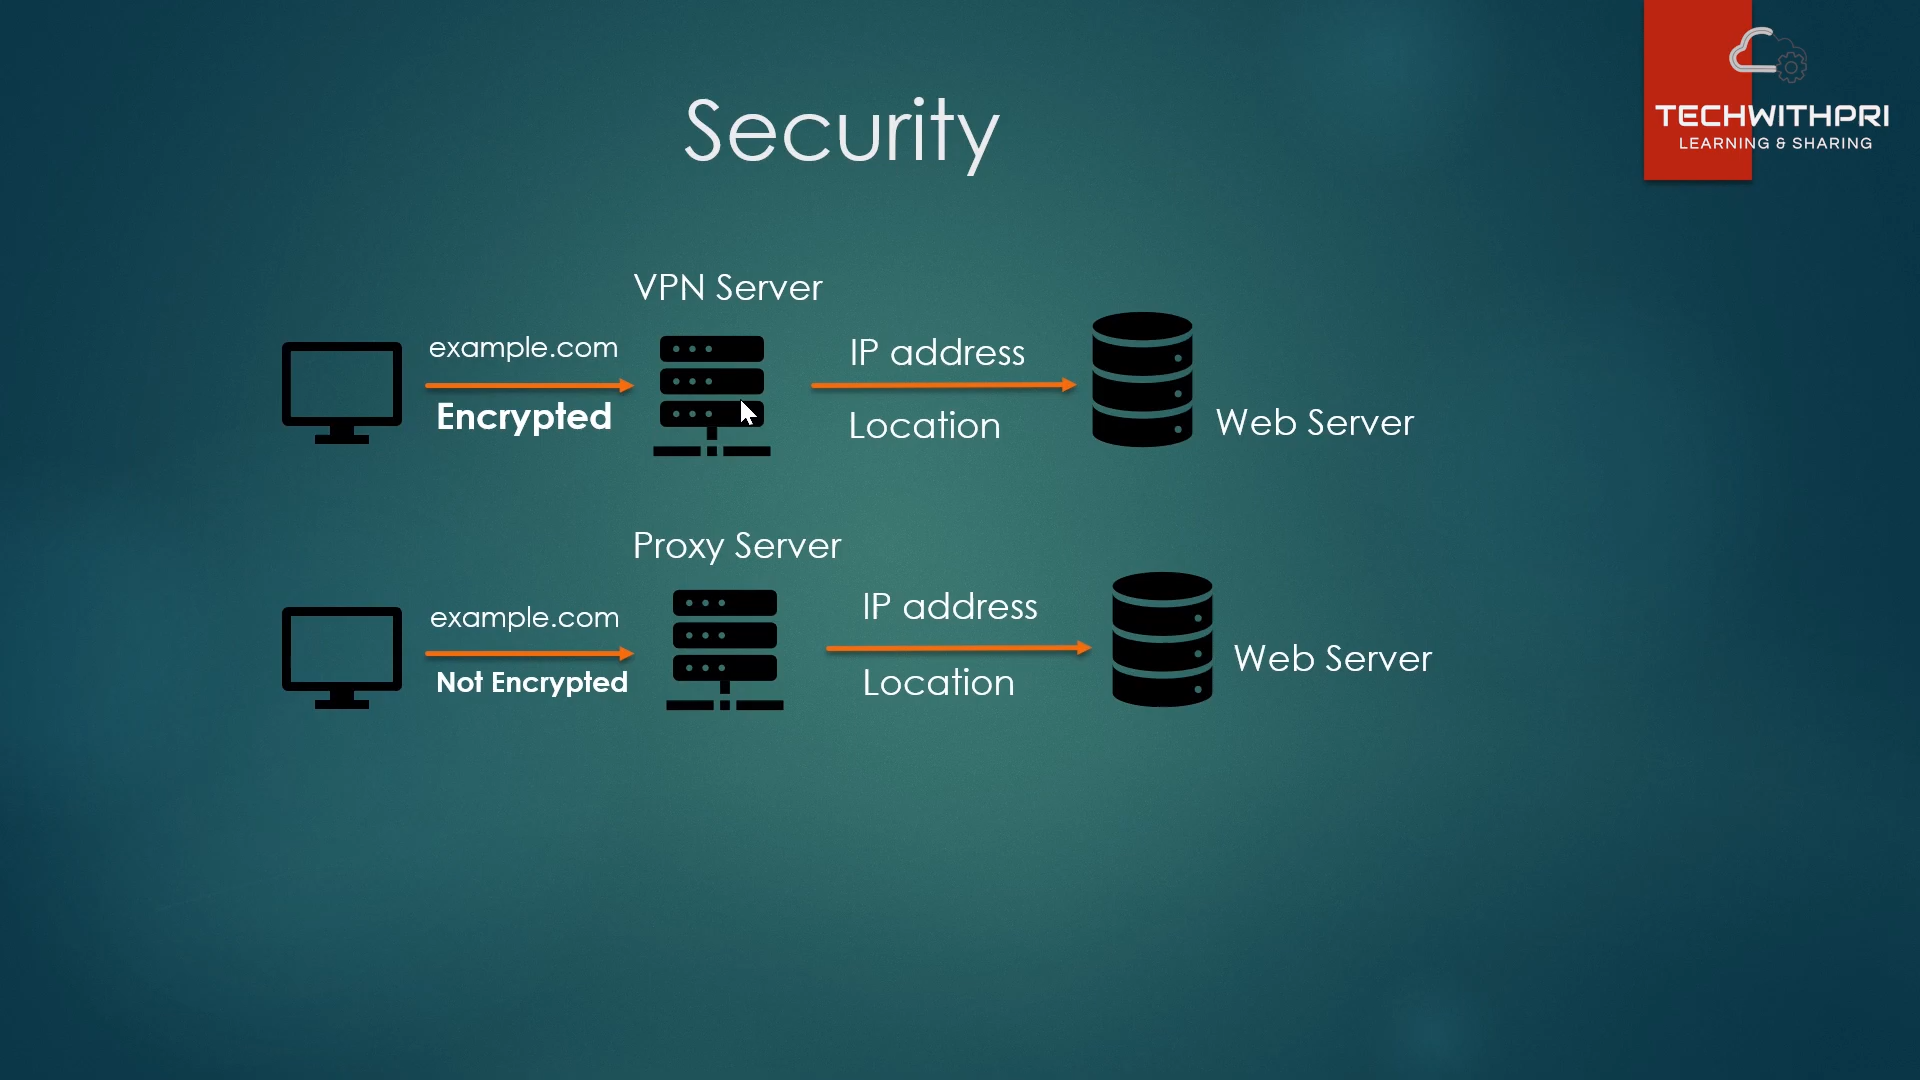 TECHWITHPRI
LEARNING & SHARING
Security
VPN Server
example.com
Encrypted
IP address
Location
Web Server
Proxy Server
example.com
Not Encrypted
IP address
Location
Web Server